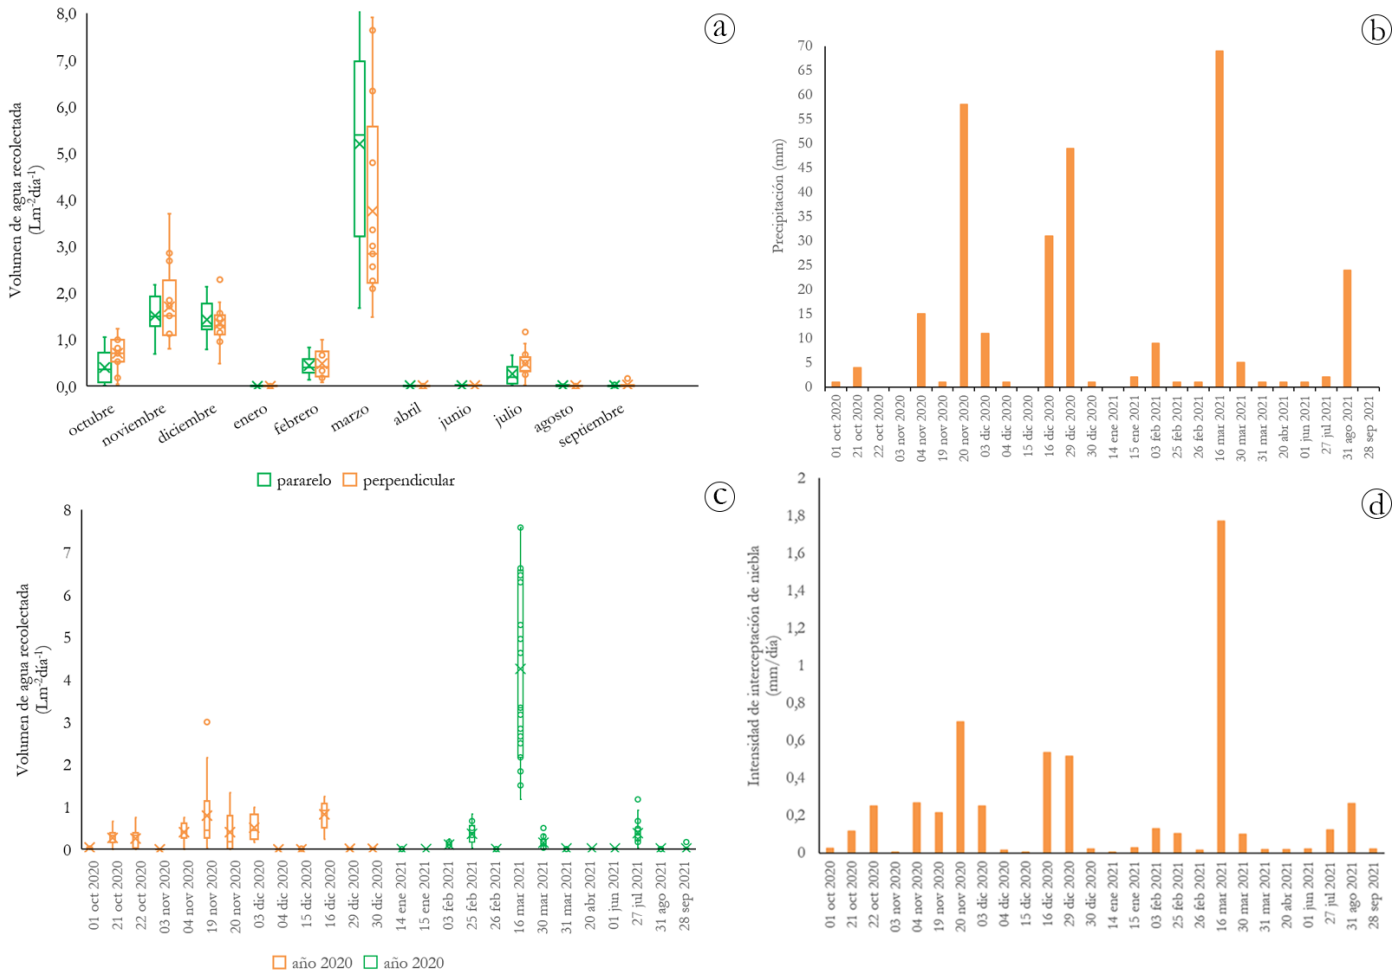 ⓐ
8,0
7,0
6,0
5,0
4,0
3,0
2,0
1,0
0,0
Volumen de agua recolectada
(Lm⁻²día⁻¹)
octubre
noviembre
diciembre
enero
febrero
marzo
abril
junio
julio
agosto
septiembre
pararelo perpendicular
ⓑ
70
65
60
55
50
45
40
35
30
25
20
15
10
5
0
Precipitación (mm)
01 oct 2020
21 oct 2020
22 oct 2020
03 nov 2020
04 nov 2020
19 nov 2020
20 nov 2020
03 dic 2020
04 dic 2020
15 dic 2020
16 dic 2020
29 dic 2020
30 dic 2020
14 ene 2021
15 ene 2021
03 feb 2021
25 feb 2021
26 feb 2021
16 mar 2021
30 mar 2021
31 mar 2021
20 abr 2021
01 jun 2021
27 jul 2021
31 ago 2021
28 sep 2021
ⓒ
8
7
6
5
4
3
2
1
0
Volumen de agua recolectada
(Lm⁻²día⁻¹)
01 oct 2020
21 oct 2020
22 oct 2020
03 nov 2020
04 nov 2020
19 nov 2020
20 nov 2020
03 dic 2020
04 dic 2020
15 dic 2020
16 dic 2020
29 dic 2020
30 dic 2020
14 ene 2021
15 ene 2021
03 feb 2021
25 feb 2021
26 feb 2021
16 mar 2021
30 mar 2021
31 mar 2021
20 abr 2021
01 jun 2021
27 jul 2021
31 ago 2021
28 sep 2021
año 2020 año 2020
ⓓ
2
1,8
1,6
1,4
1,2
1
0,8
0,6
0,4
0,2
0
Intensidad de interceptación de niebla
(mm/día)
01 oct 2020
21 oct 2020
22 oct 2020
03 nov 2020
04 nov 2020
19 nov 2020
20 nov 2020
03 dic 2020
04 dic 2020
15 dic 2020
16 dic 2020
29 dic 2020
30 dic 2020
14 ene 2021
15 ene 2021
03 feb 2021
25 feb 2021
26 feb 2021
16 mar 2021
30 mar 2021
31 mar 2021
20 abr 2021
01 jun 2021
27 jul 2021
31 ago 2021
28 sep 2021